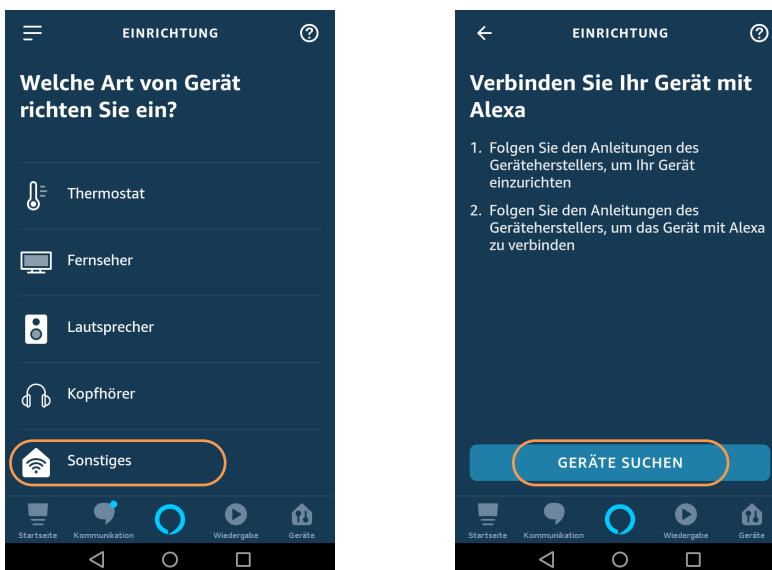 EINRICHTUNG
Welche Art von Gerät
richten Sie ein?
Thermostat
Fernseher
Lautsprecher
Kopfhörer
Sonstiges
Startseite
Kommunikation
Wiedergabe
Geräte
EINRICHTUNG
Verbinden Sie Ihr Gerät mit
Alexa
1. Folgen Sie den Anleitungen des
Geräteherstellers, um Ihr Gerät
einzurichten
2. Folgen Sie den Anleitungen des
Geräteherstellers, um das Gerät mit Alexa
zu verbinden
GERÄTE SUCHEN
Startseite
Kommunikation
Wiedergabe
Geräte